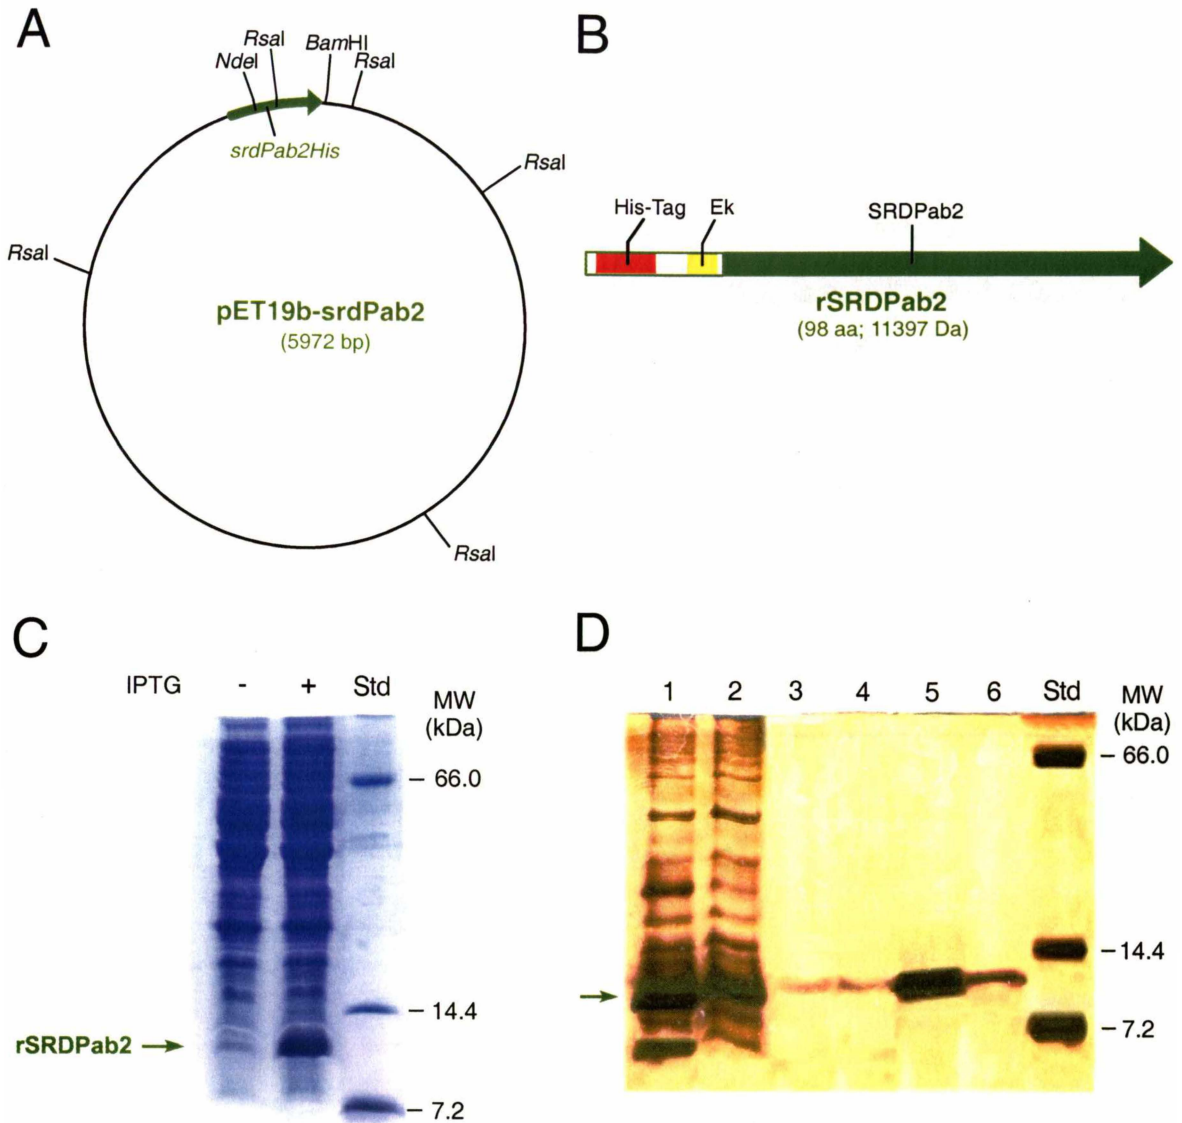 A
RsaI
BamHI
NdeI
RsaI
srdPab2His
RsaI
RsaI
pET19b-srdPab2
(5972 bp)
RsaI
B
His-Tag Ek SRDPab2
rSRDPab2
(98 aa; 11397 Da)
C
IPTG - + Std MW
(kDa)
66.0
14.4
rSRDPab2
7.2
D
1 2 3 4 5 6 Std MW
(kDa)
66.0
14.4
7.2